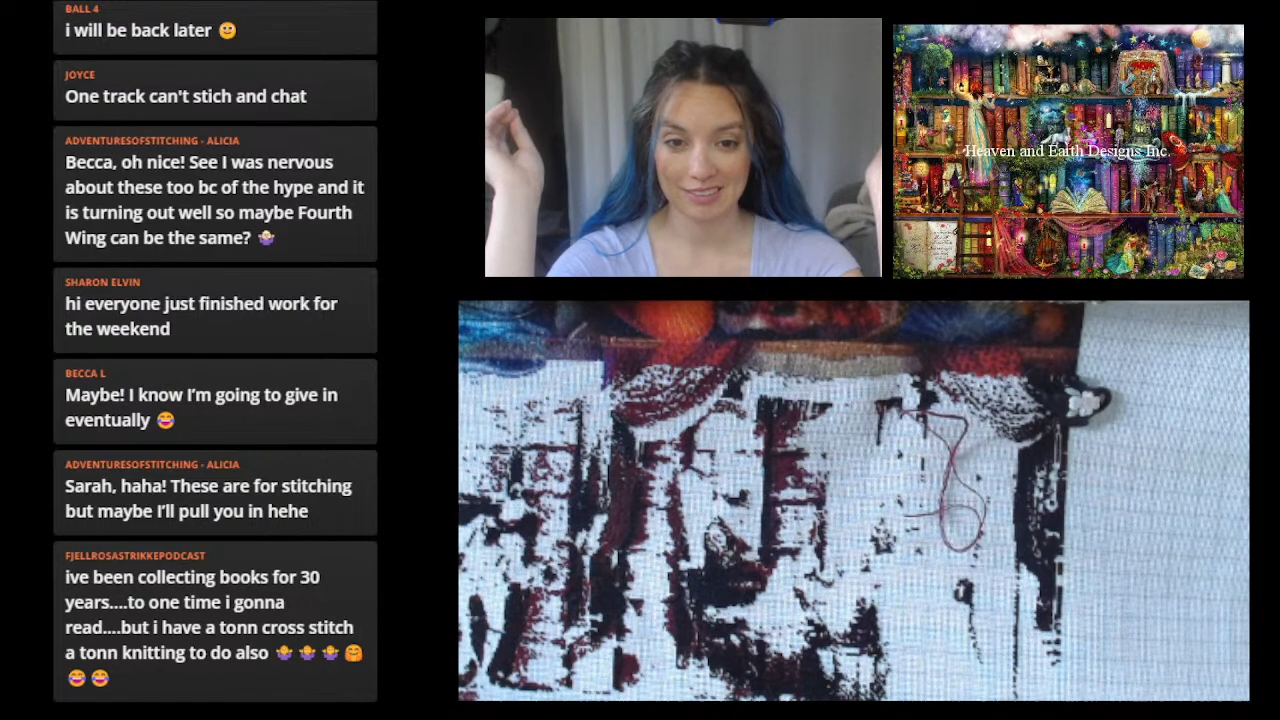 BALL 4
i will be back later 🙂
JOYCE
One track can't stich and chat
ADVENTURESOFSTITCHING - ALICIA
Becca, oh nice! See I was nervous
about these too bc of the hype and it
is turning out well so maybe Fourth
Wing can be the same? 🤷🏻‍♀️
SHARON ELVIN
hi everyone just finished work for
the weekend
BECCA L
Maybe! I know I’m going to give in
eventually 😂
ADVENTURESOFSTITCHING - ALICIA
Sarah, haha! These are for stitching
but maybe I’ll pull you in hehe
FJELLROSASTRIKKEPODCAST
ive been collecting books for 30
years....to one time i gonna
read....but i have a tonn cross stitch
a tonn knitting to do also 🤷‍♀️ 🤷‍♀️ 🤷‍♀️ 🤗
😂 😂
Heaven and Earth Designs Inc.